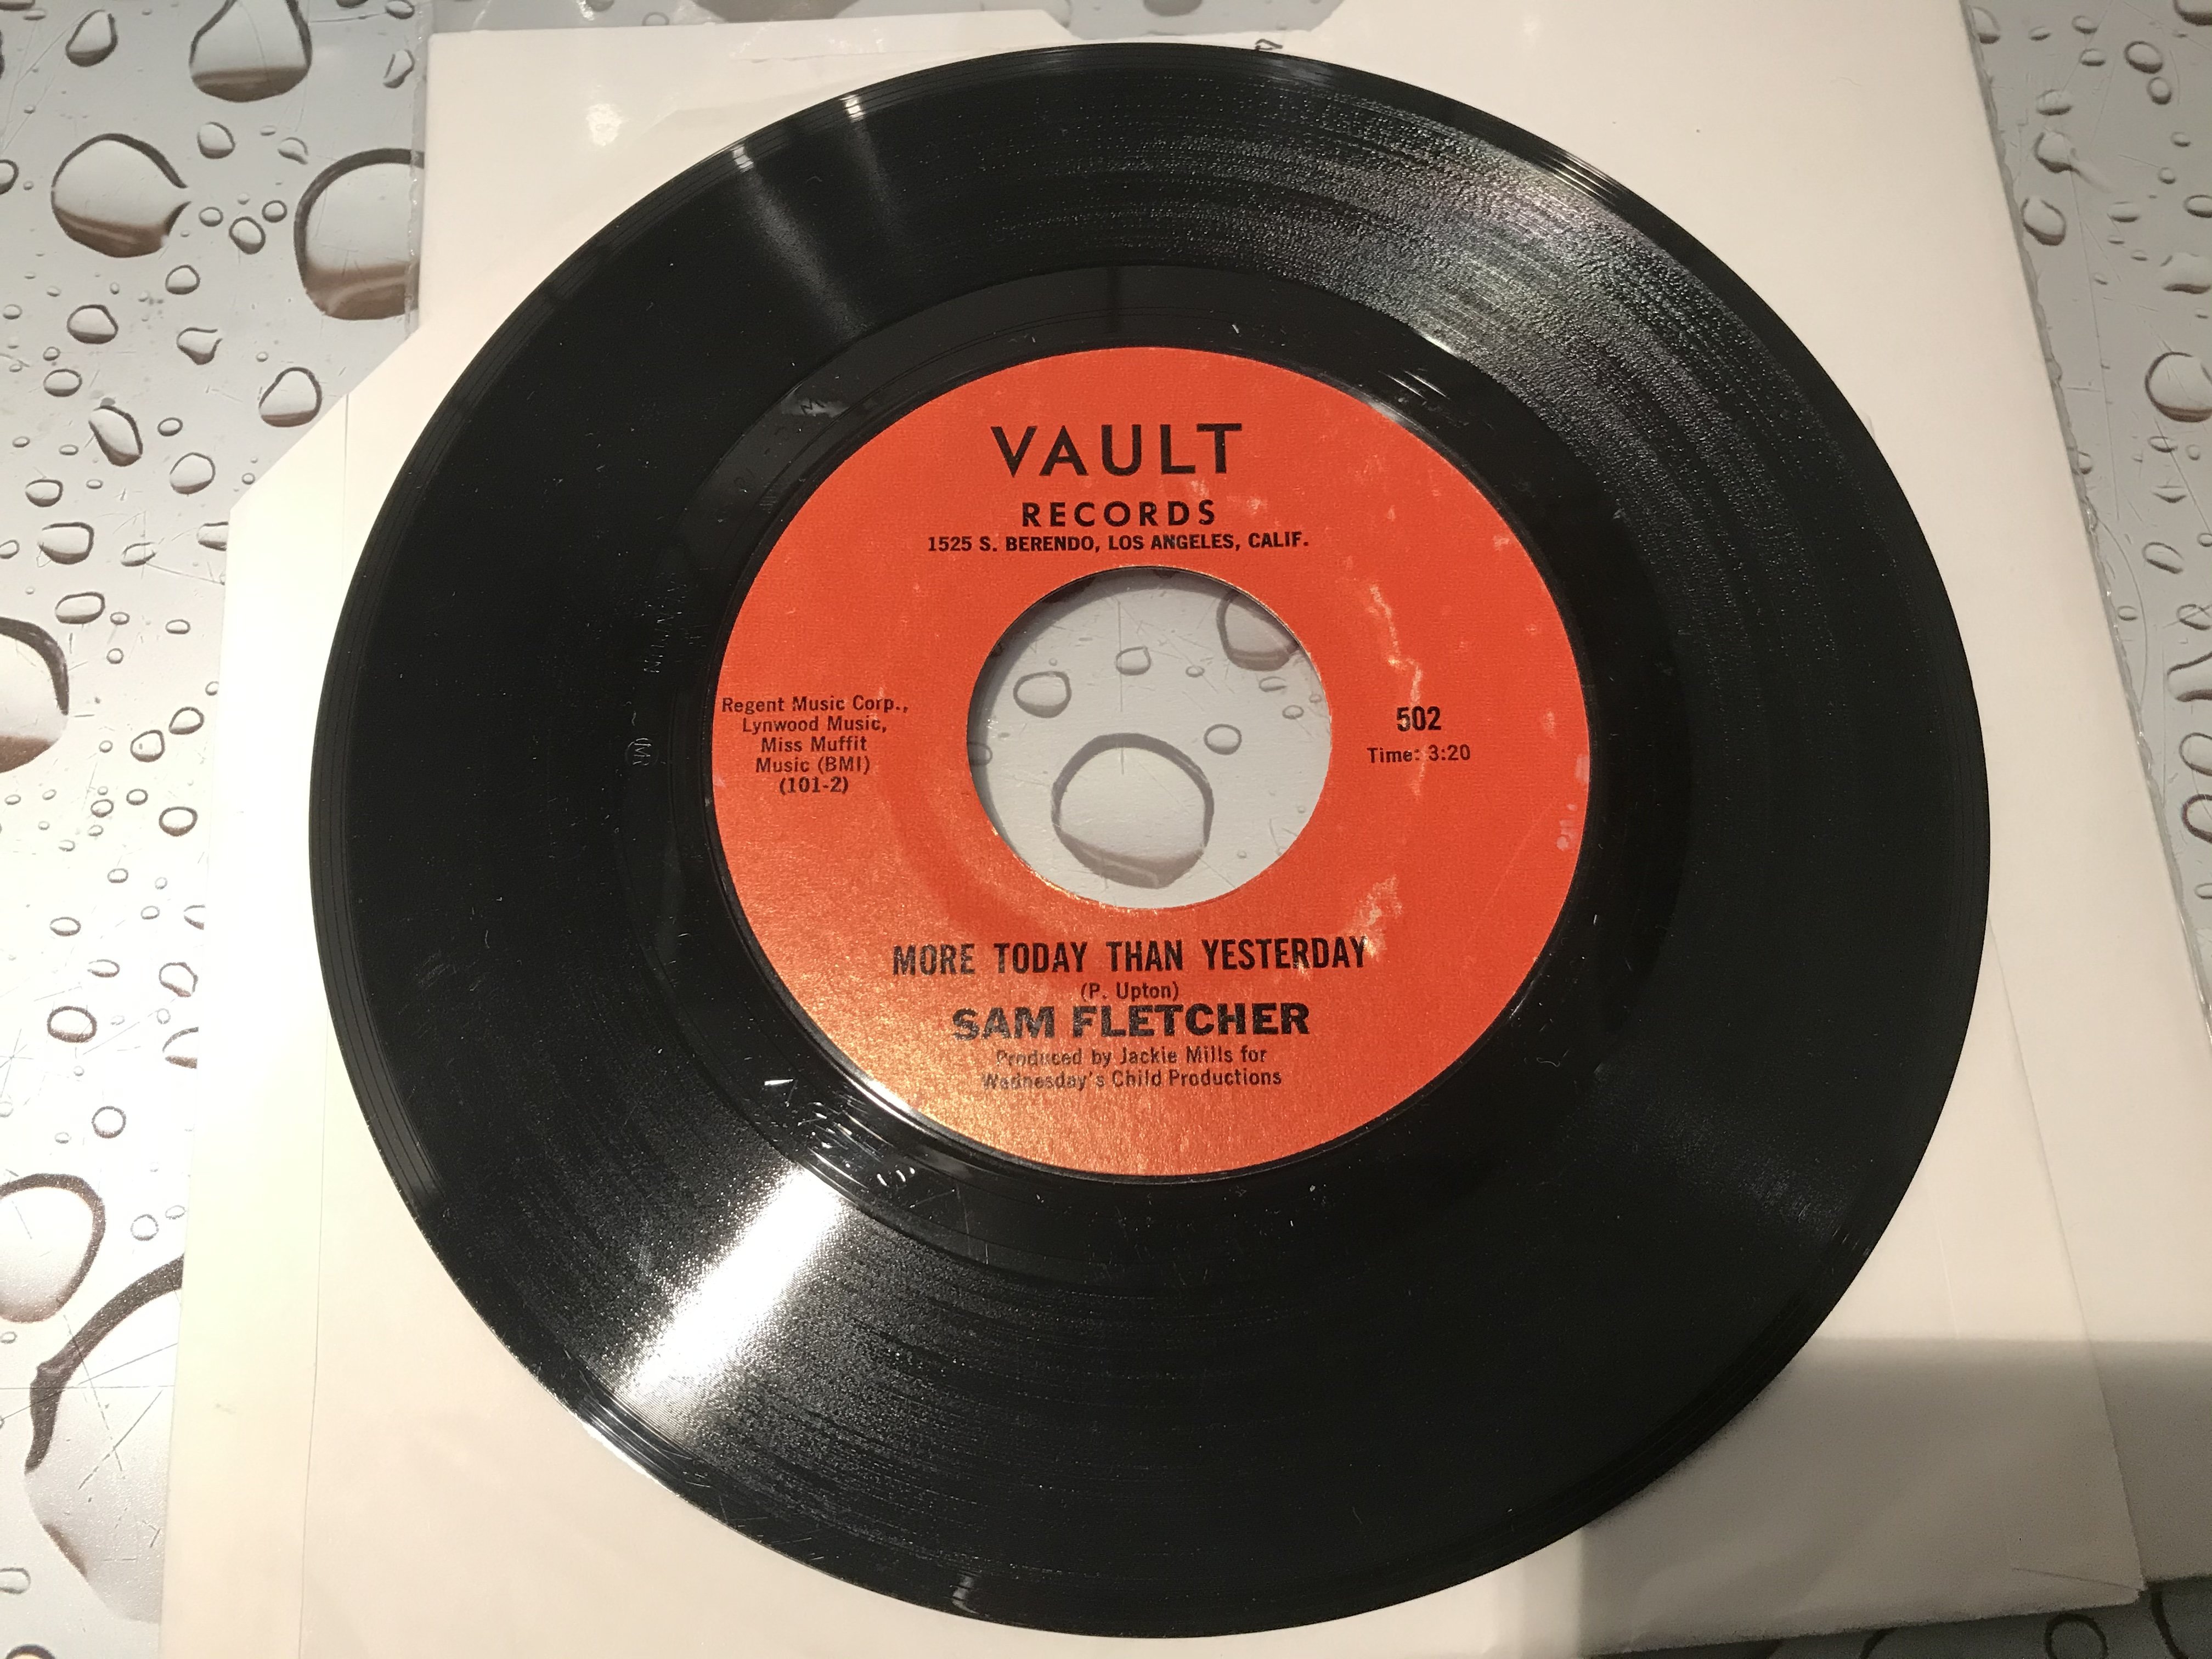 VAULT
RECORDS
1525 S. BERENDO, LOS ANGELES, CALIF.
Regent Music Corp.,
Lynwood Music,
Miss Muffit
Music (BMI)
(101-2)
502
Time: 3:20
MORE TODAY THAN YESTERDAY
(P. Upton)
SAM FLETCHER
Produced by Jackie Mills for
Wednesday's Child Productions